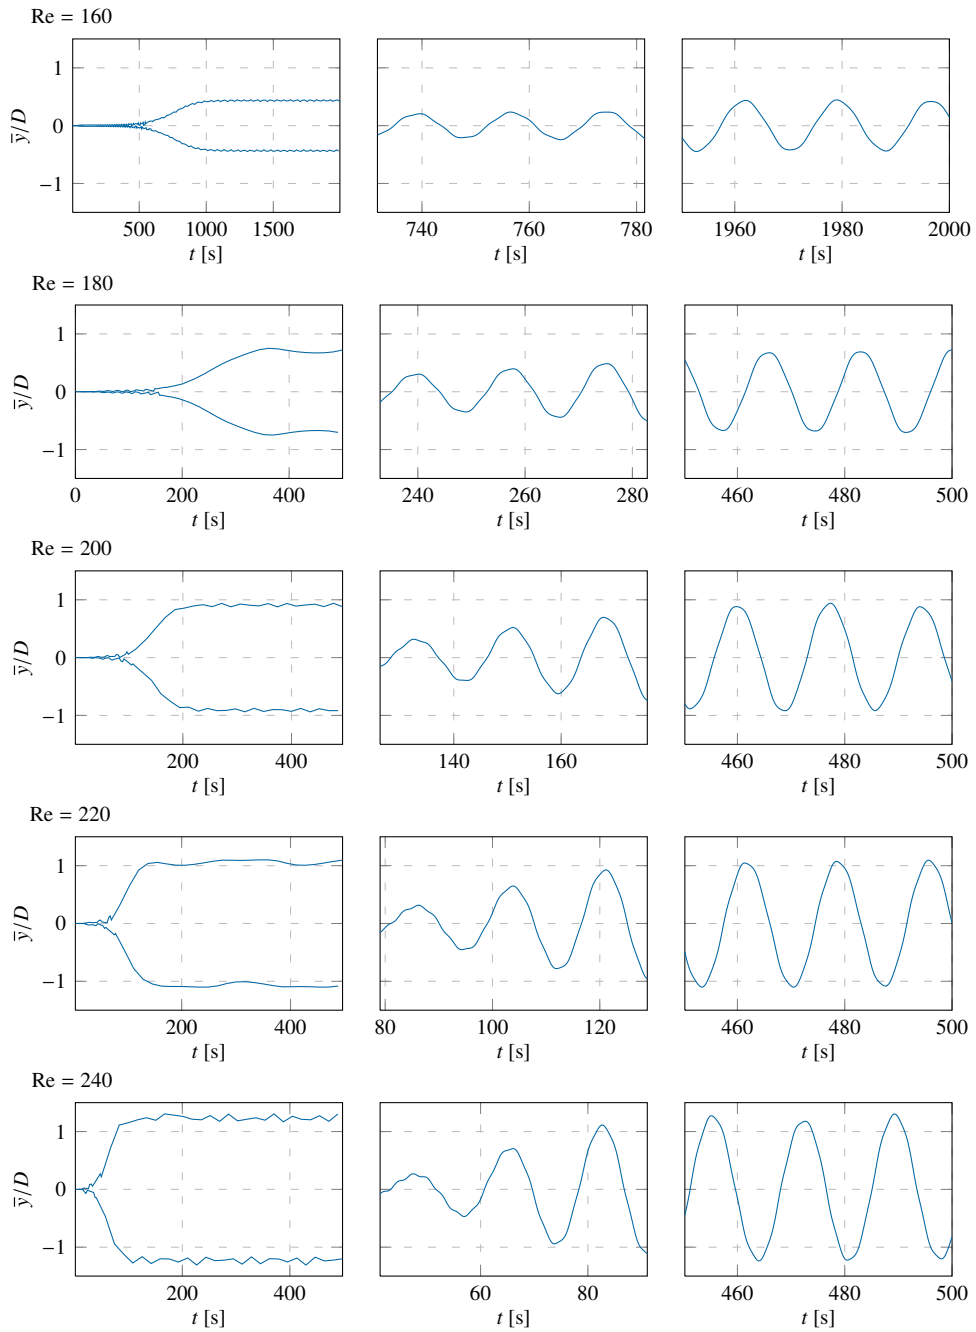 Re = 160
y̅/D
1
0
−1
500 1000 1500
740 760 780
1960 1980 2000
t [s] t [s] t [s]
Re = 180
y̅/D
1
0
−1
0 200 400
240 260 280
460 480 500
t [s] t [s] t [s]
Re = 200
y̅/D
1
0
−1
200 400
140 160
460 480 500
t [s] t [s] t [s]
Re = 220
y̅/D
1
0
−1
200 400
80 100 120
460 480 500
t [s] t [s] t [s]
Re = 240
y̅/D
1
0
−1
200 400
60 80
460 480 500
t [s] t [s] t [s]